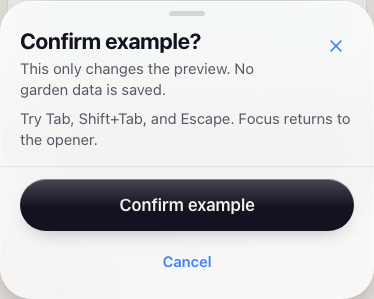 Confirm example?
This only changes the preview. No
garden data is saved.
Try Tab, Shift+Tab, and Escape. Focus returns to
the opener.
Confirm example
Cancel